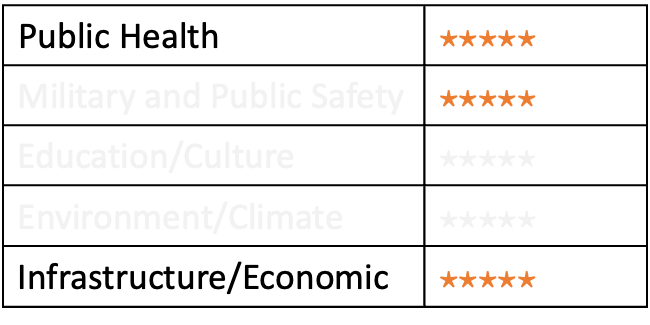 Public Health ★★★★★
Military and Public Safety ★★★★★
Education/Culture ★★★★★
Environment/Climate ★★★★★
Infrastructure/Economic ★★★★★